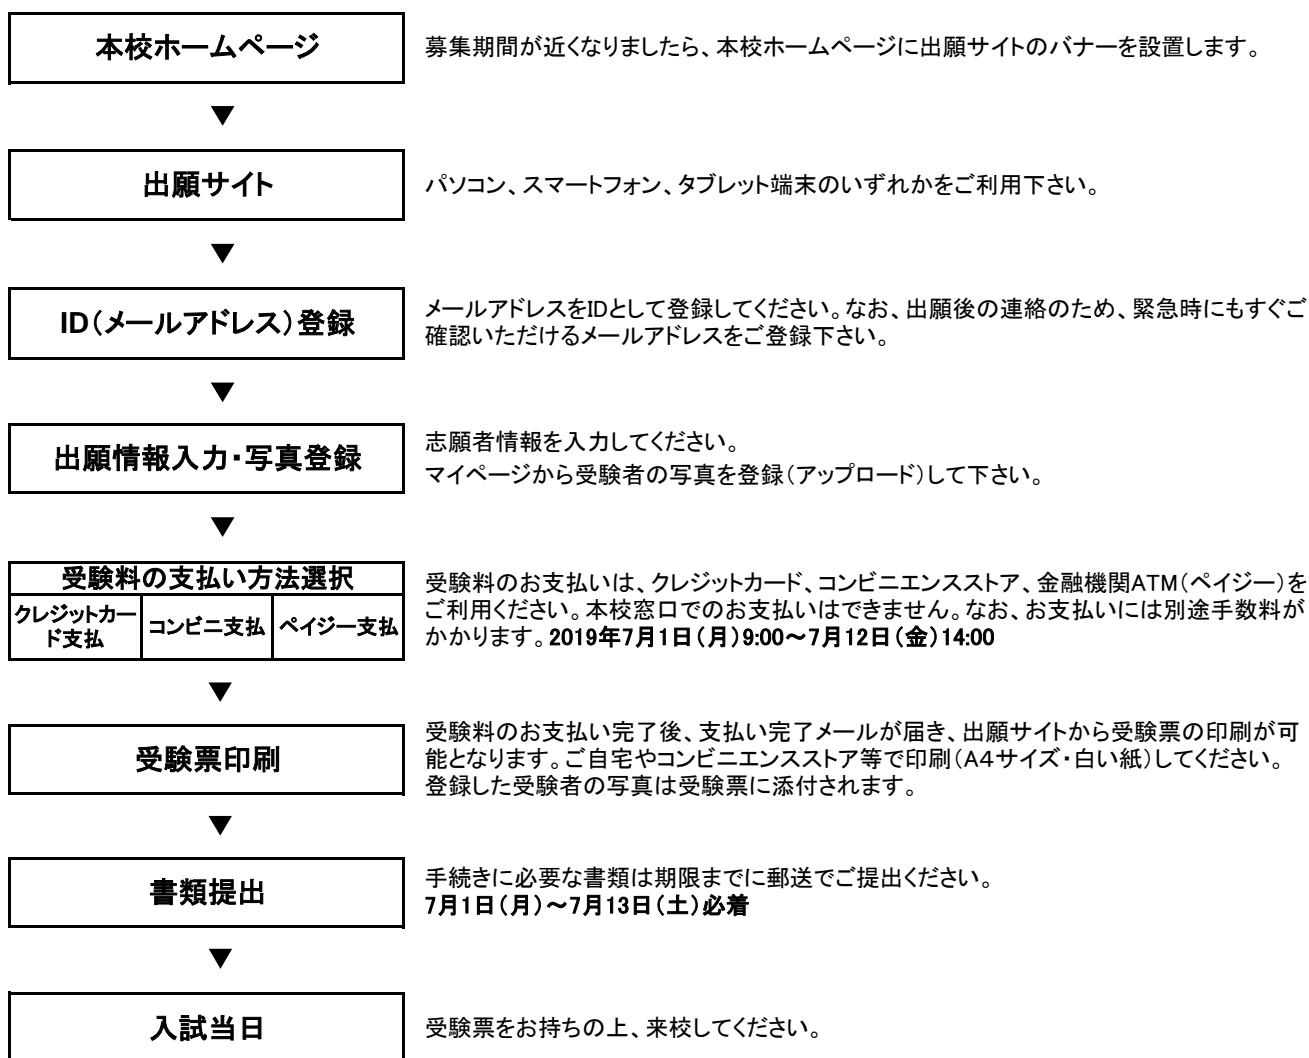 本校ホームページ
募集期間が近くなりましたら、本校ホームページに出願サイトのバナーを設置します。
▼
出願サイト
パソコン、スマートフォン、タブレット端末のいずれかをご利用下さい。
▼
ID(メールアドレス)登録
メールアドレスをIDとして登録してください。なお、出願後の連絡のため、緊急時にもすぐご
確認いただけるメールアドレスをご登録下さい。
▼
出願情報入力・写真登録
志願者情報を入力してください。
マイページから受験者の写真を登録(アップロード)して下さい。
▼
受験料の支払い方法選択
クレジットカー
ド支払
コンビニ支払
ペイジー支払
受験料のお支払いは、クレジットカード、コンビニエンスストア、金融機関ATM(ペイジー)を
ご利用ください。本校窓口でのお支払いはできません。なお、お支払いには別途手数料が
かかります。2019年7月1日(月)9:00~7月12日(金)14:00
▼
受験票印刷
受験料のお支払い完了後、支払い完了メールが届き、出願サイトから受験票の印刷が可
能となります。ご自宅やコンビニエンスストア等で印刷(A4サイズ・白い紙)してください。
登録した受験者の写真は受験票に添付されます。
▼
書類提出
手続きに必要な書類は期限までに郵送でご提出ください。
7月1日(月)~7月13日(土)必着
▼
入試当日
受験票をお持ちの上、来校してください。